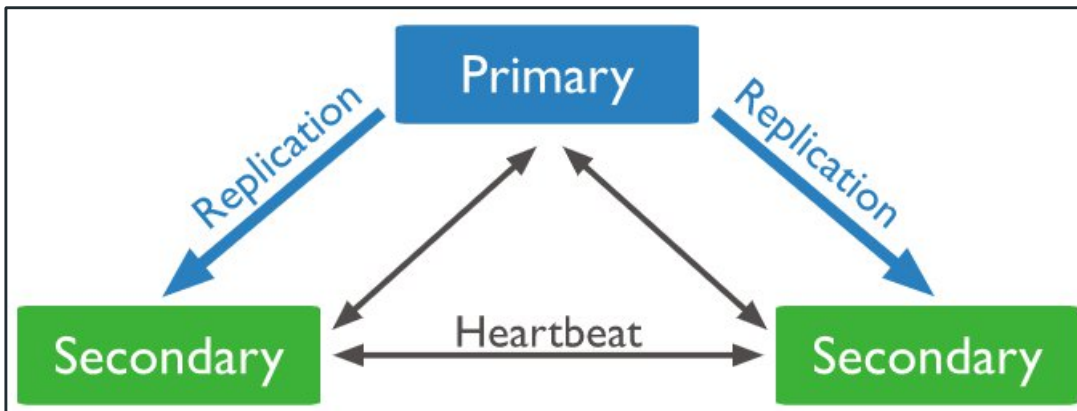 Primary
Replication
Replication
Heartbeat
Secondary
Secondary